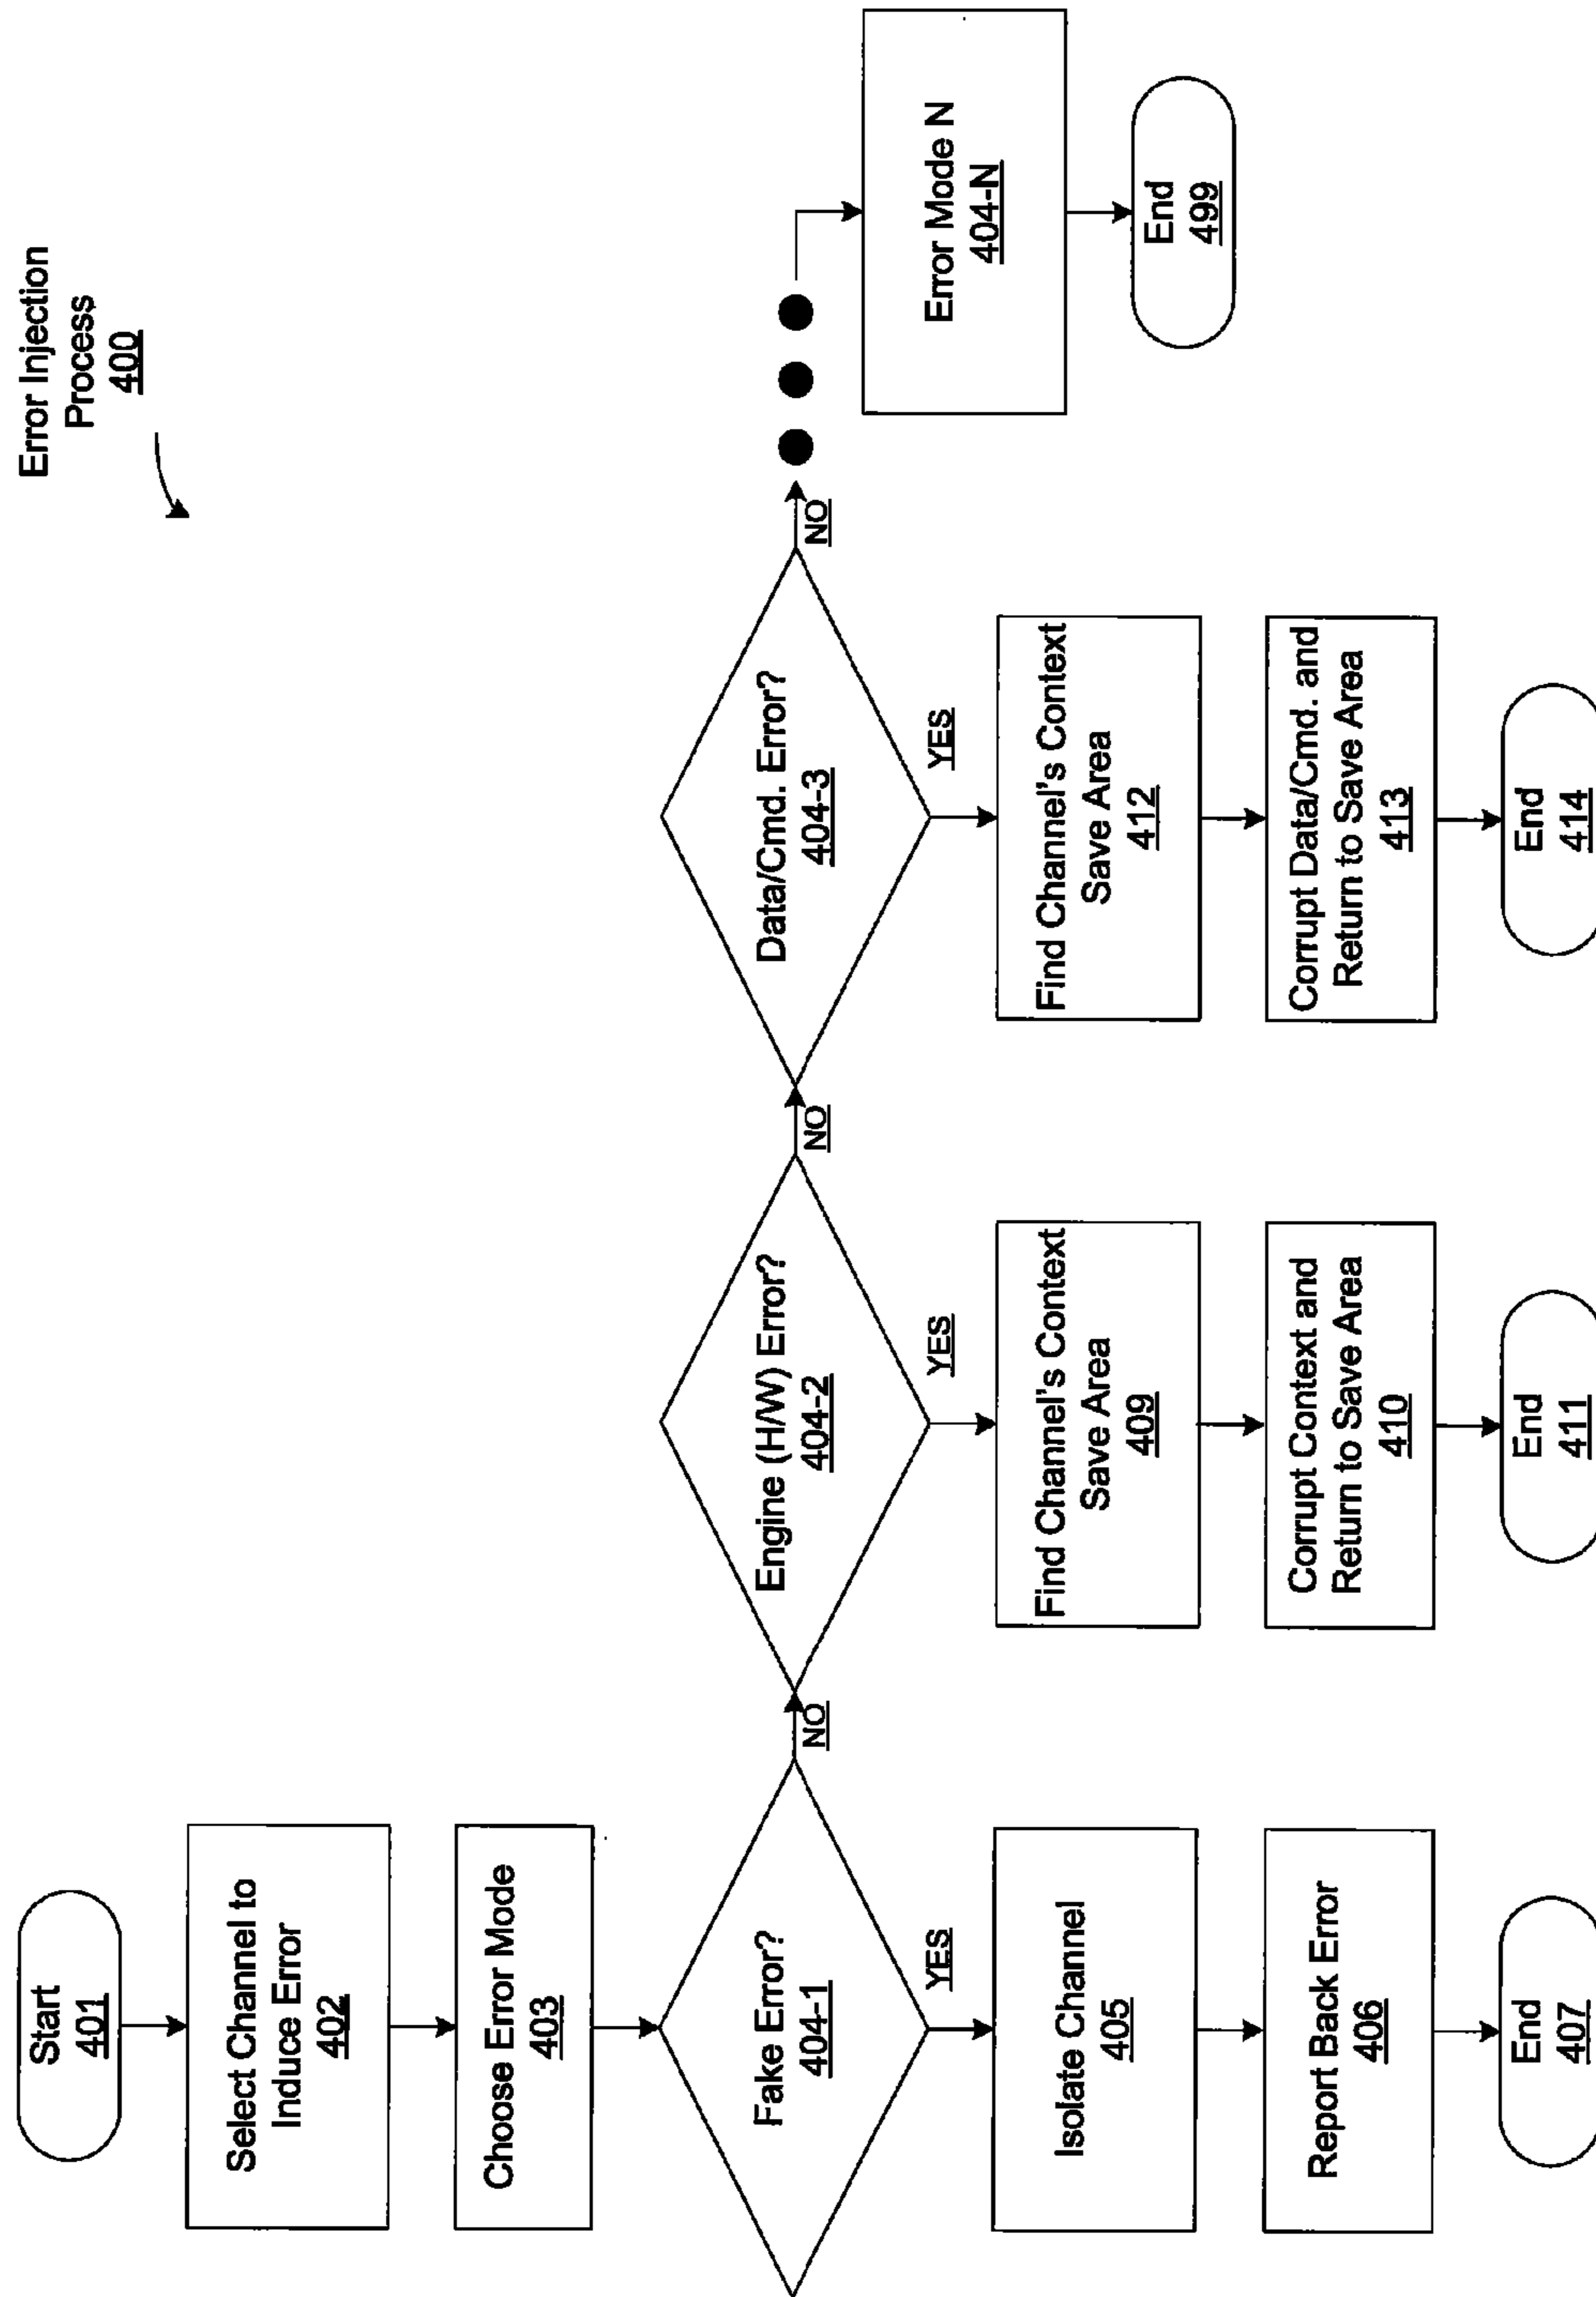 Error Injection
Process
400
Start
401
Select Channel to
Induce Error
402
Choose Error Mode
403
Fake Error?
404-1
NO
YES
Isolate Channel
405
Report Back Error
406
End
407
Engine (H/W) Error?
404-2
NO
YES
Find Channel's Context
Save Area
409
Corrupt Context and
Return to Save Area
410
End
411
Data/Cmd. Error?
404-3
NO
YES
Find Channel's Context
Save Area
412
Corrupt Data/Cmd. and
Return to Save Area
413
End
414
Error Mode N
404-N
End
499